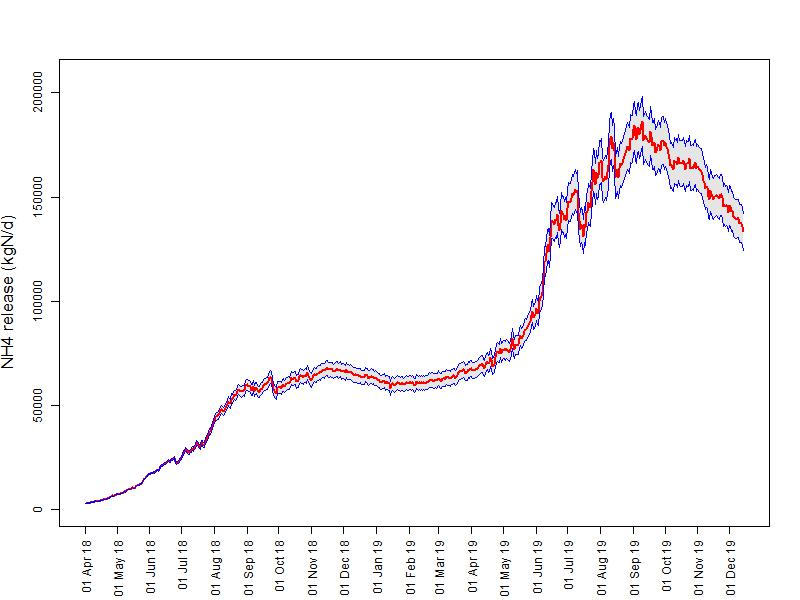 NH4 release (kgN/d)
200000
150000
100000
50000
0
01 Apr 18
01 May 18
01 Jun 18
01 Jul 18
01 Aug 18
01 Sep 18
01 Oct 18
01 Nov 18
01 Dec 18
01 Jan 19
01 Feb 19
01 Mar 19
01 Apr 19
01 May 19
01 Jun 19
01 Jul 19
01 Aug 19
01 Sep 19
01 Oct 19
01 Nov 19
01 Dec 19